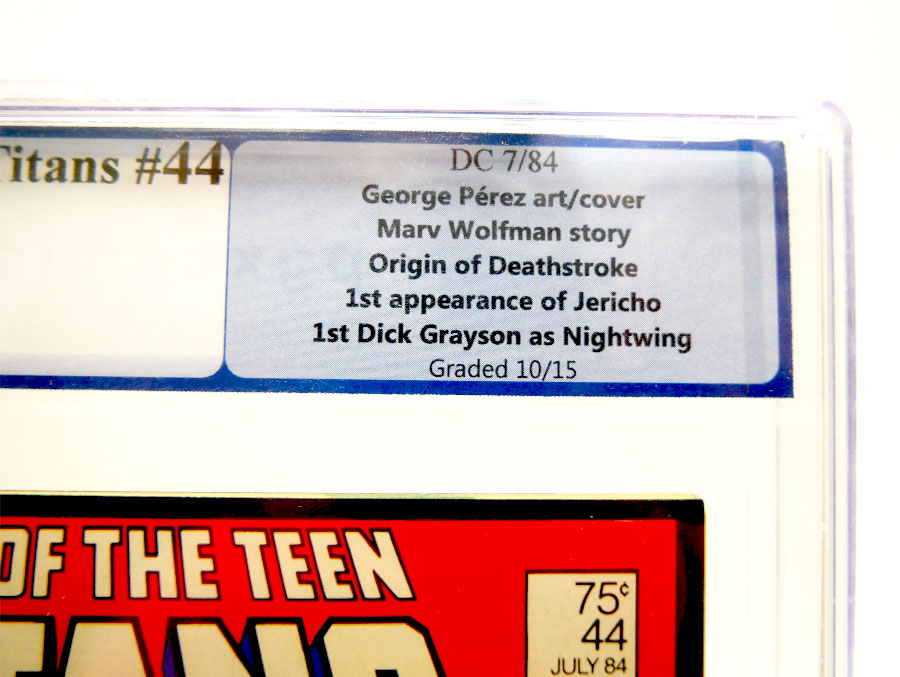 Titans #44
DC 7/84
George Pérez art/cover
Marv Wolfman story
Origin of Deathstroke
1st appearance of Jericho
1st Dick Grayson as Nightwing
Graded 10/15
OF THE TEEN
75¢
44
JULY 84